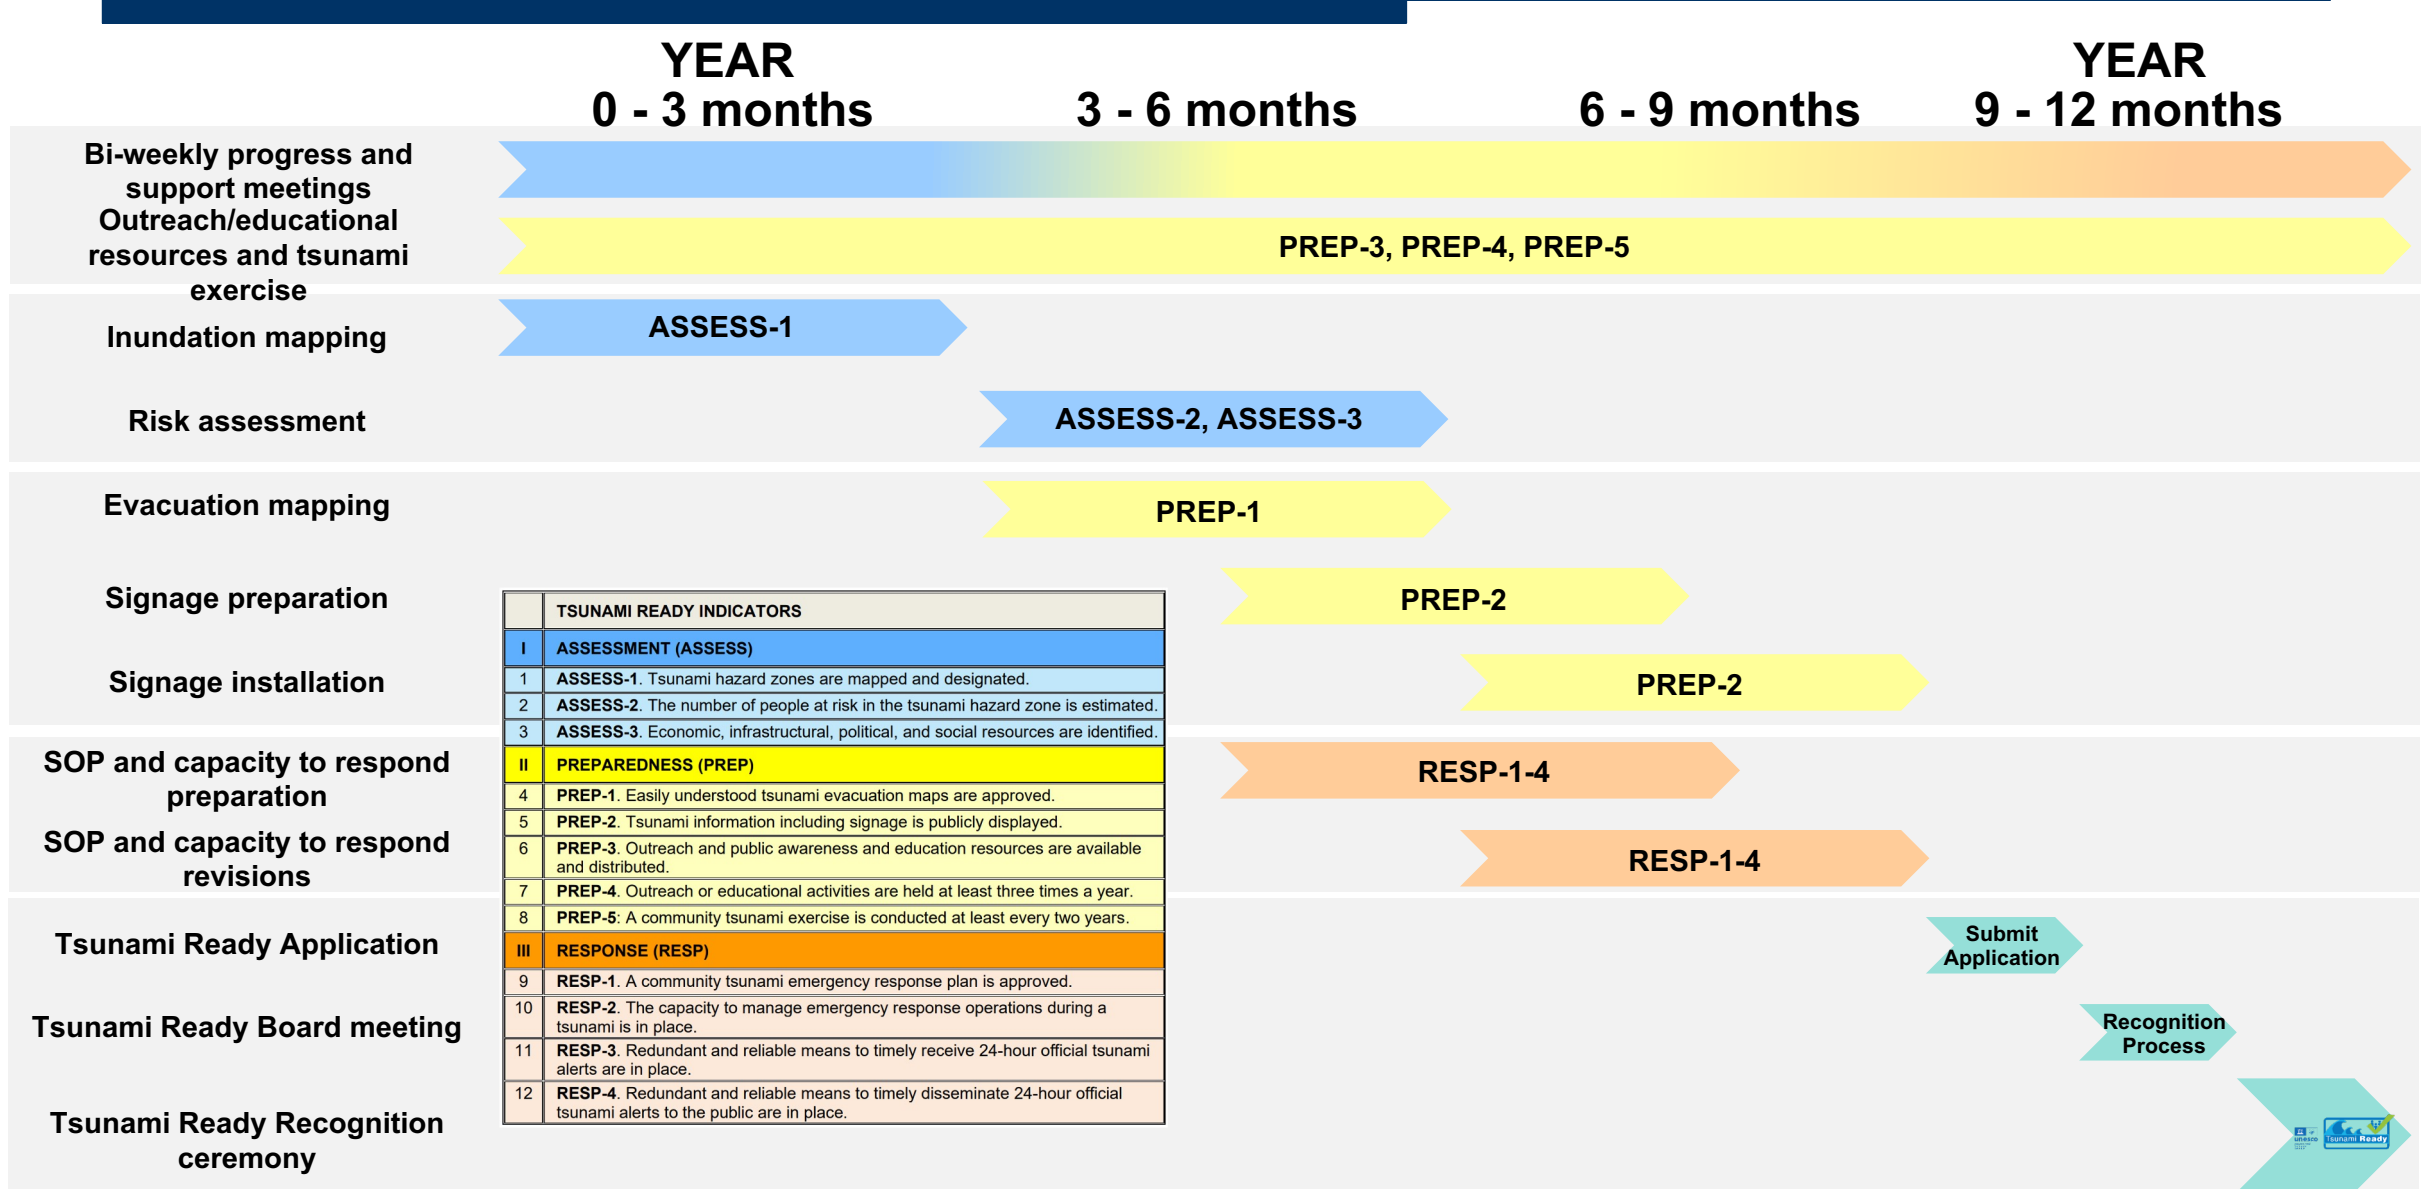 YEAR
0 - 3 months
3 - 6 months
6 - 9 months
YEAR
9 - 12 months
Bi-weekly progress and
support meetings
Outreach/educational
resources and tsunami
exercise
PREP-3, PREP-4, PREP-5
Inundation mapping
ASSESS-1
Risk assessment
ASSESS-2, ASSESS-3
Evacuation mapping
PREP-1
Signage preparation
PREP-2
Signage installation
PREP-2
SOP and capacity to respond
preparation
RESP-1-4
SOP and capacity to respond
revisions
RESP-1-4
Tsunami Ready Application
Submit
Application
Tsunami Ready Board meeting
Recognition
Process
Tsunami Ready Recognition
ceremony
unesco
Tsunami Ready
TSUNAMI READY INDICATORS
I ASSESSMENT (ASSESS)
1 ASSESS-1. Tsunami hazard zones are mapped and designated.
2 ASSESS-2. The number of people at risk in the tsunami hazard zone is estimated.
3 ASSESS-3. Economic, infrastructural, political, and social resources are identified.
II PREPAREDNESS (PREP)
4 PREP-1. Easily understood tsunami evacuation maps are approved.
5 PREP-2. Tsunami information including signage is publicly displayed.
6 PREP-3. Outreach and public awareness and education resources are available
and distributed.
7 PREP-4. Outreach or educational activities are held at least three times a year.
8 PREP-5: A community tsunami exercise is conducted at least every two years.
III RESPONSE (RESP)
9 RESP-1. A community tsunami emergency response plan is approved.
10 RESP-2. The capacity to manage emergency response operations during a
tsunami is in place.
11 RESP-3. Redundant and reliable means to timely receive 24-hour official tsunami
alerts are in place.
12 RESP-4. Redundant and reliable means to timely disseminate 24-hour official
tsunami alerts to the public are in place.